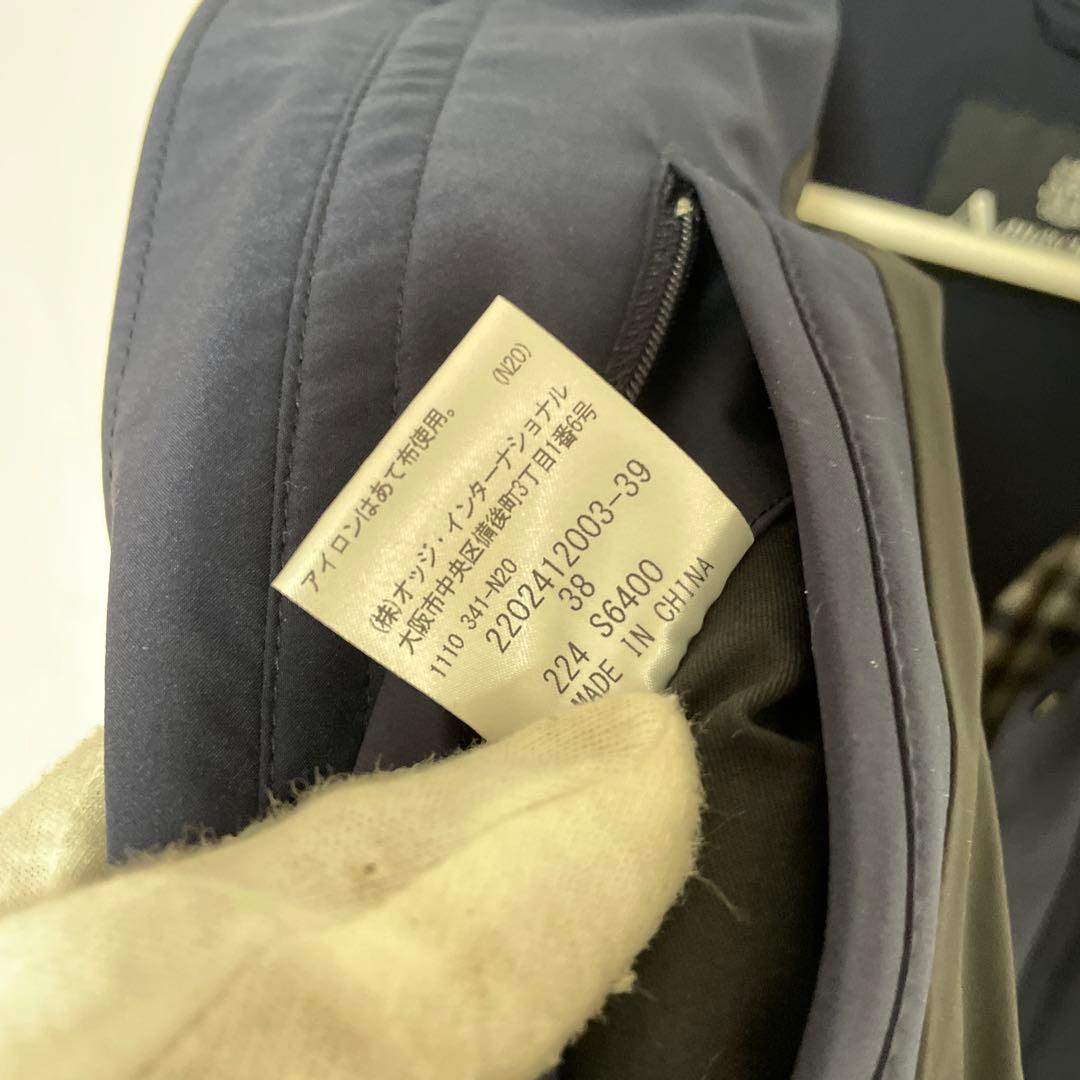 (N20)
アイロンはあて布使用。
(株)オッジ・インターナショナル
大阪市中央区備後町3丁目1番6号
1110 341-N20
2202412003-39
38
224 S6400
MADE IN CHINA